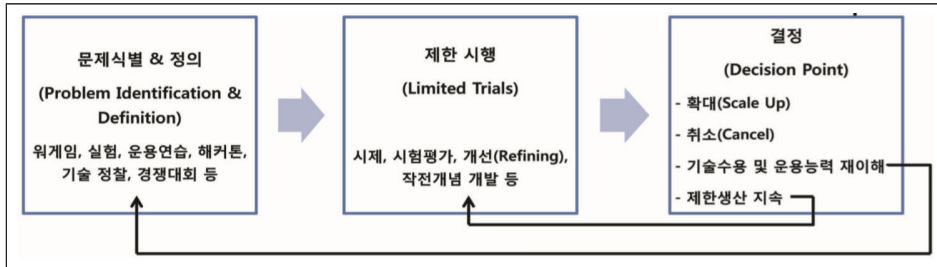 문제식별 & 정의
(Problem Identification &
Definition)
워게임, 실험, 운용연습, 해커톤,
기술 정찰, 경쟁대회 등
제한 시행
(Limited Trials)
시제, 시험평가, 개선(Refining),
작전개념 개발 등
결정
(Decision Point)
- 확대(Scale Up)
- 취소(Cancel)
- 기술수용 및 운용능력 재이해
- 제한생산 지속